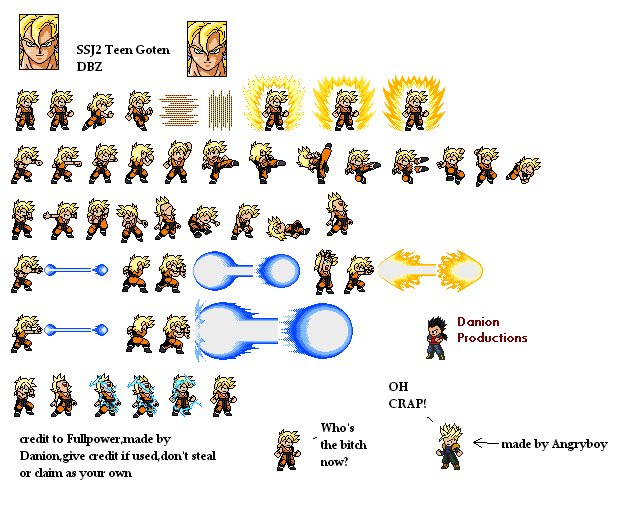 SSJ2 Teen Goten
DBZ
Danion
Productions
OH
CRAP!
Who's
the bitch
now?
made by Angryboy
credit to Fullpower,made by
Danion,give credit if used,don't steal
or claim as your own